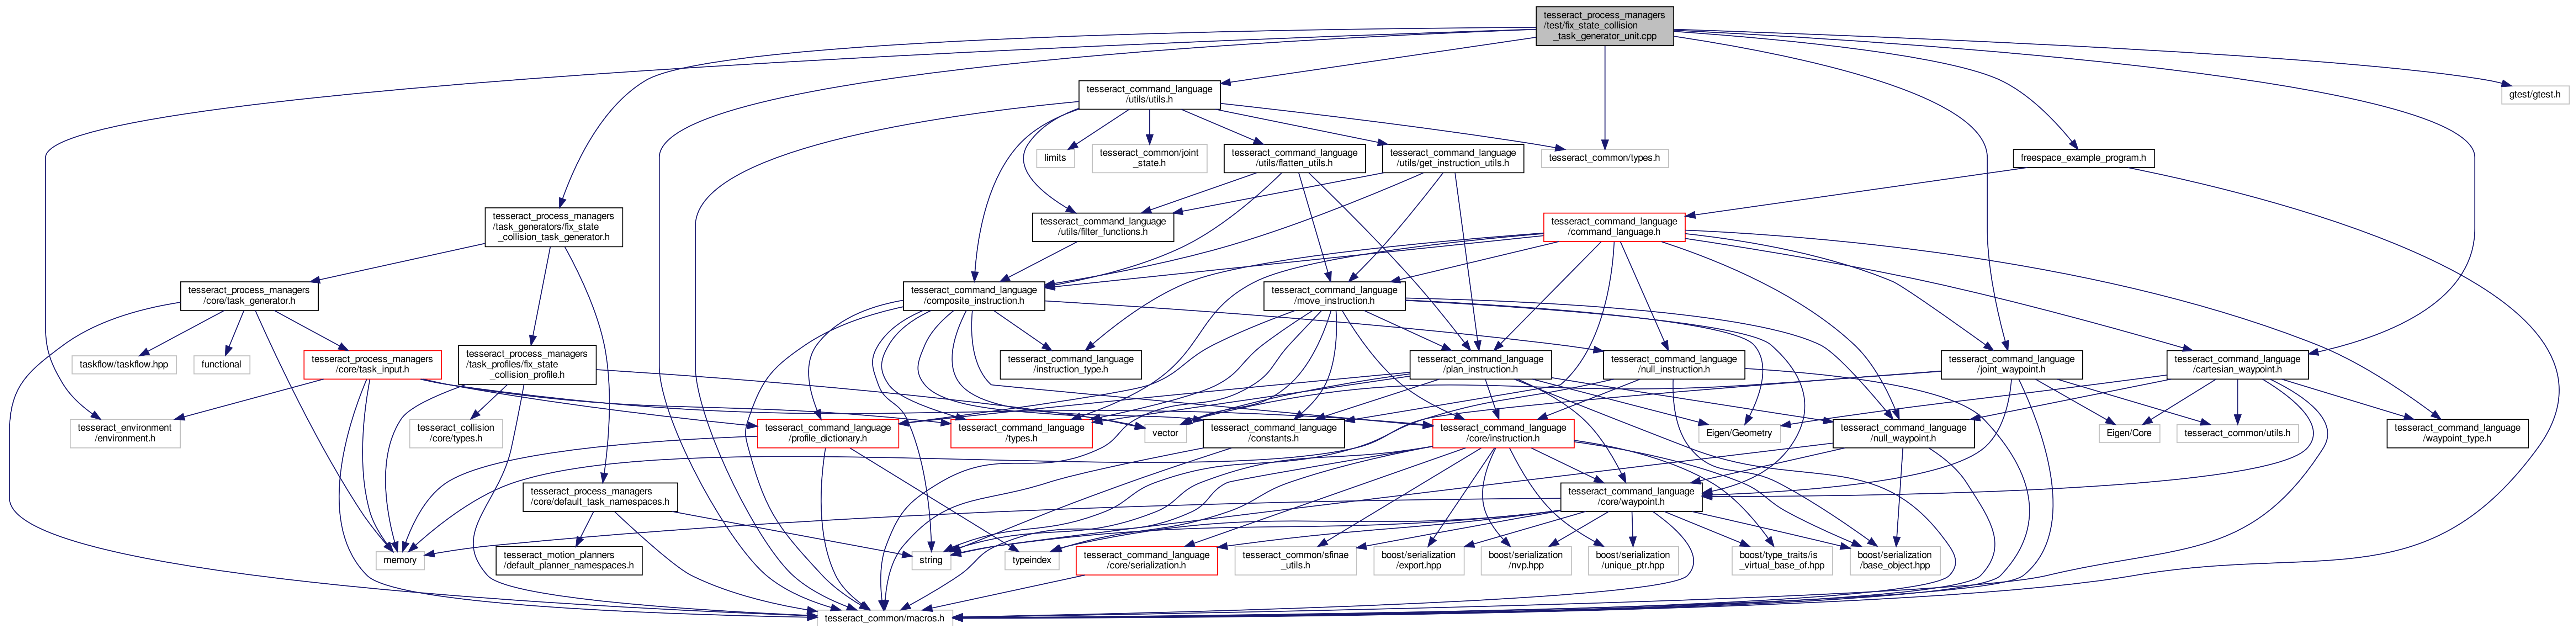 tesseract_process_managers
/test/fix_state_collision
_task_generator_unit.cpp
tesseract_command_language
/utils/utils.h
gtest/gtest.h
limits
tesseract_common/joint
_state.h
tesseract_command_language
/utils/flatten_utils.h
tesseract_command_language
/utils/get_instruction_utils.h
tesseract_common/types.h
freespace_example_program.h
tesseract_process_managers
/task_generators/fix_state
_collision_task_generator.h
tesseract_command_language
/utils/filter_functions.h
tesseract_command_language
/command_language.h
tesseract_process_managers
/core/task_generator.h
tesseract_command_language
/composite_instruction.h
tesseract_command_language
/move_instruction.h
taskflow/taskflow.hpp
functional
tesseract_process_managers
/core/task_input.h
tesseract_process_managers
/task_profiles/fix_state
_collision_profile.h
tesseract_command_language
/instruction_type.h
tesseract_command_language
/plan_instruction.h
tesseract_command_language
/null_instruction.h
tesseract_command_language
/joint_waypoint.h
tesseract_command_language
/cartesian_waypoint.h
tesseract_environment
/environment.h
tesseract_collision
/core/types.h
tesseract_command_language
/profile_dictionary.h
tesseract_command_language
/types.h
vector
tesseract_command_language
/constants.h
tesseract_command_language
/core/instruction.h
Eigen/Geometry
tesseract_command_language
/null_waypoint.h
Eigen/Core
tesseract_common/utils.h
tesseract_command_language
/waypoint_type.h
tesseract_process_managers
/core/default_task_namespaces.h
tesseract_command_language
/core/waypoint.h
memory
tesseract_motion_planners
/default_planner_namespaces.h
string
typeindex
tesseract_command_language
/core/serialization.h
tesseract_common/sfinae
_utils.h
boost/serialization
/export.hpp
boost/serialization
/nvp.hpp
boost/serialization
/unique_ptr.hpp
boost/type_traits/is
_virtual_base_of.hpp
boost/serialization
/base_object.hpp
tesseract_common/macros.h